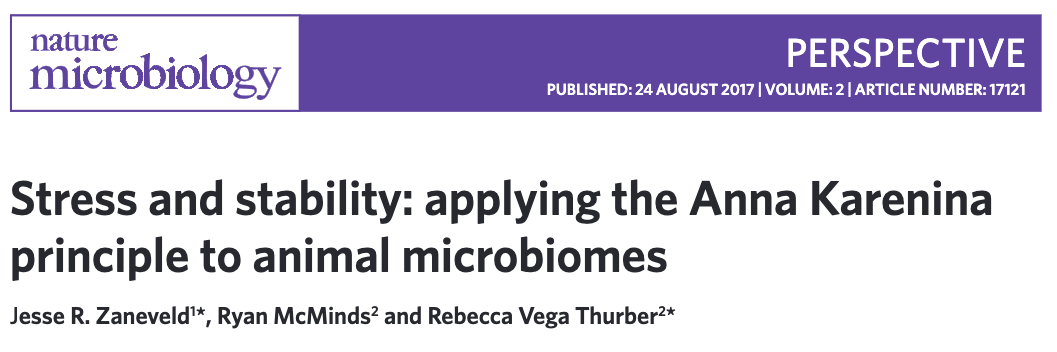 nature
microbiology
PERSPECTIVE
PUBLISHED: 24 AUGUST 2017 | VOLUME: 2 | ARTICLE NUMBER: 17121
Stress and stability: applying the Anna Karenina
principle to animal microbiomes
Jesse R. Zaneveld¹*, Ryan McMinds² and Rebecca Vega Thurber²*